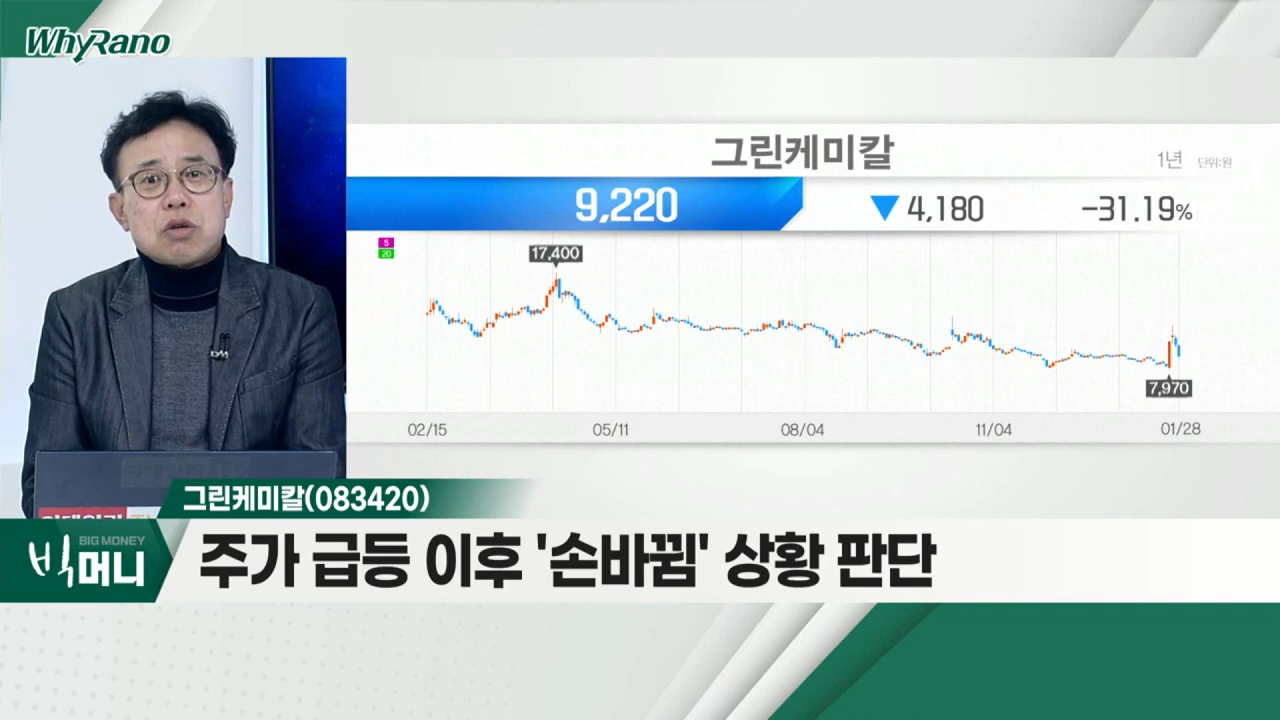 WhyRano
그린케미칼
1년 단위:원
9,220 ▼ 4,180 -31.19%
5
20
17,400
7,970
02/15 05/11 08/04 11/04 01/28
그린케미칼(083420)
BIG MONEY
빅머니
주가 급등 이후 '손바뀜' 상황 판단